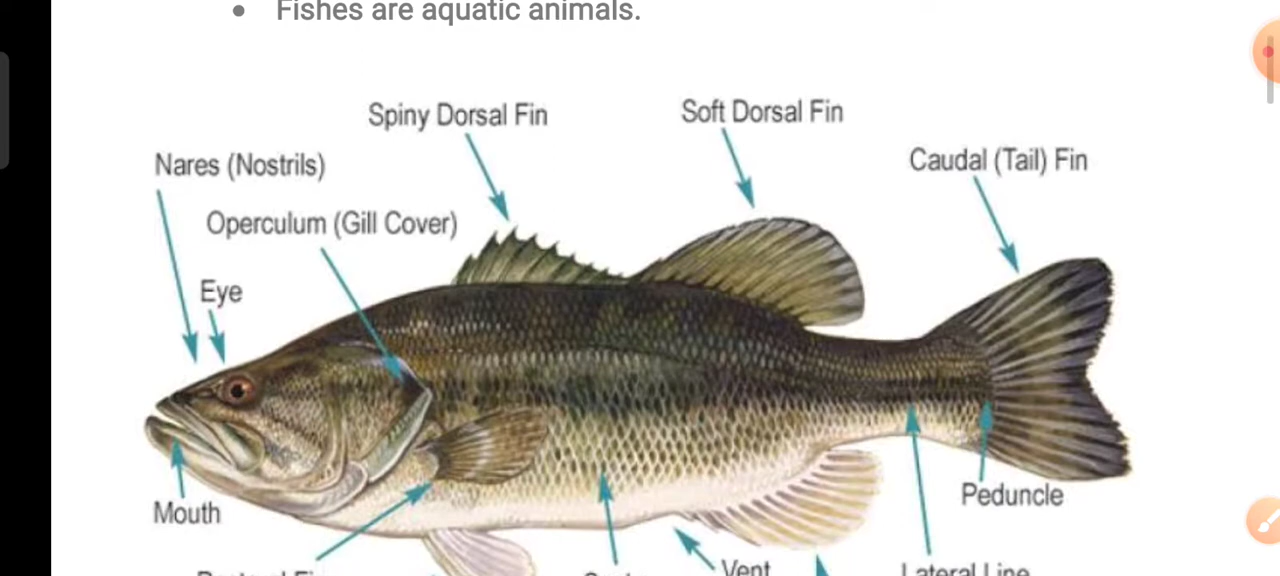 • Fishes are aquatic animals.
Spiny Dorsal Fin
Soft Dorsal Fin
Caudal (Tail) Fin
Nares (Nostrils)
Operculum (Gill Cover)
Eye
Mouth
Peduncle
Vent
Lateral Line